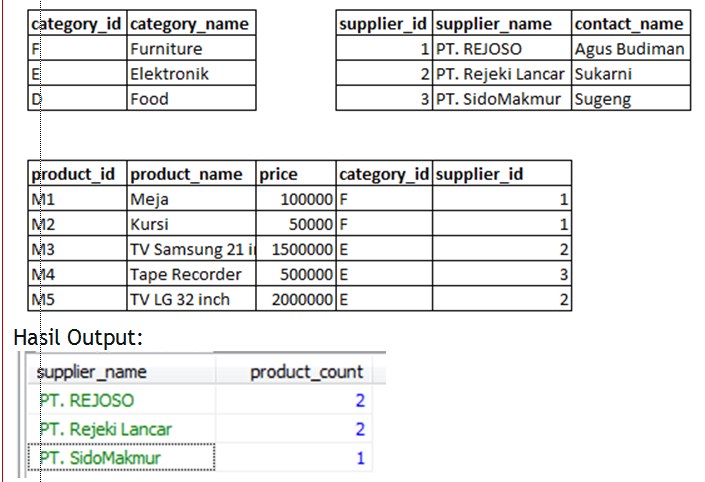 category_id category_name
F Furniture
E Elektronik
D Food
supplier_id supplier_name contact_name
1 PT. REJOSO Agus Budiman
2 PT. Rejeki Lancar Sukarni
3 PT. SidoMakmur Sugeng
product_id product_name price category_id supplier_id
M1 Meja 100000 F 1
M2 Kursi 50000 F 1
M3 TV Samsung 21 i 1500000 E 2
M4 Tape Recorder 500000 E 3
M5 TV LG 32 inch 2000000 E 2
Hasil Output:
supplier_name product_count
PT. REJOSO 2
PT. Rejeki Lancar 2
PT. SidoMakmur 1